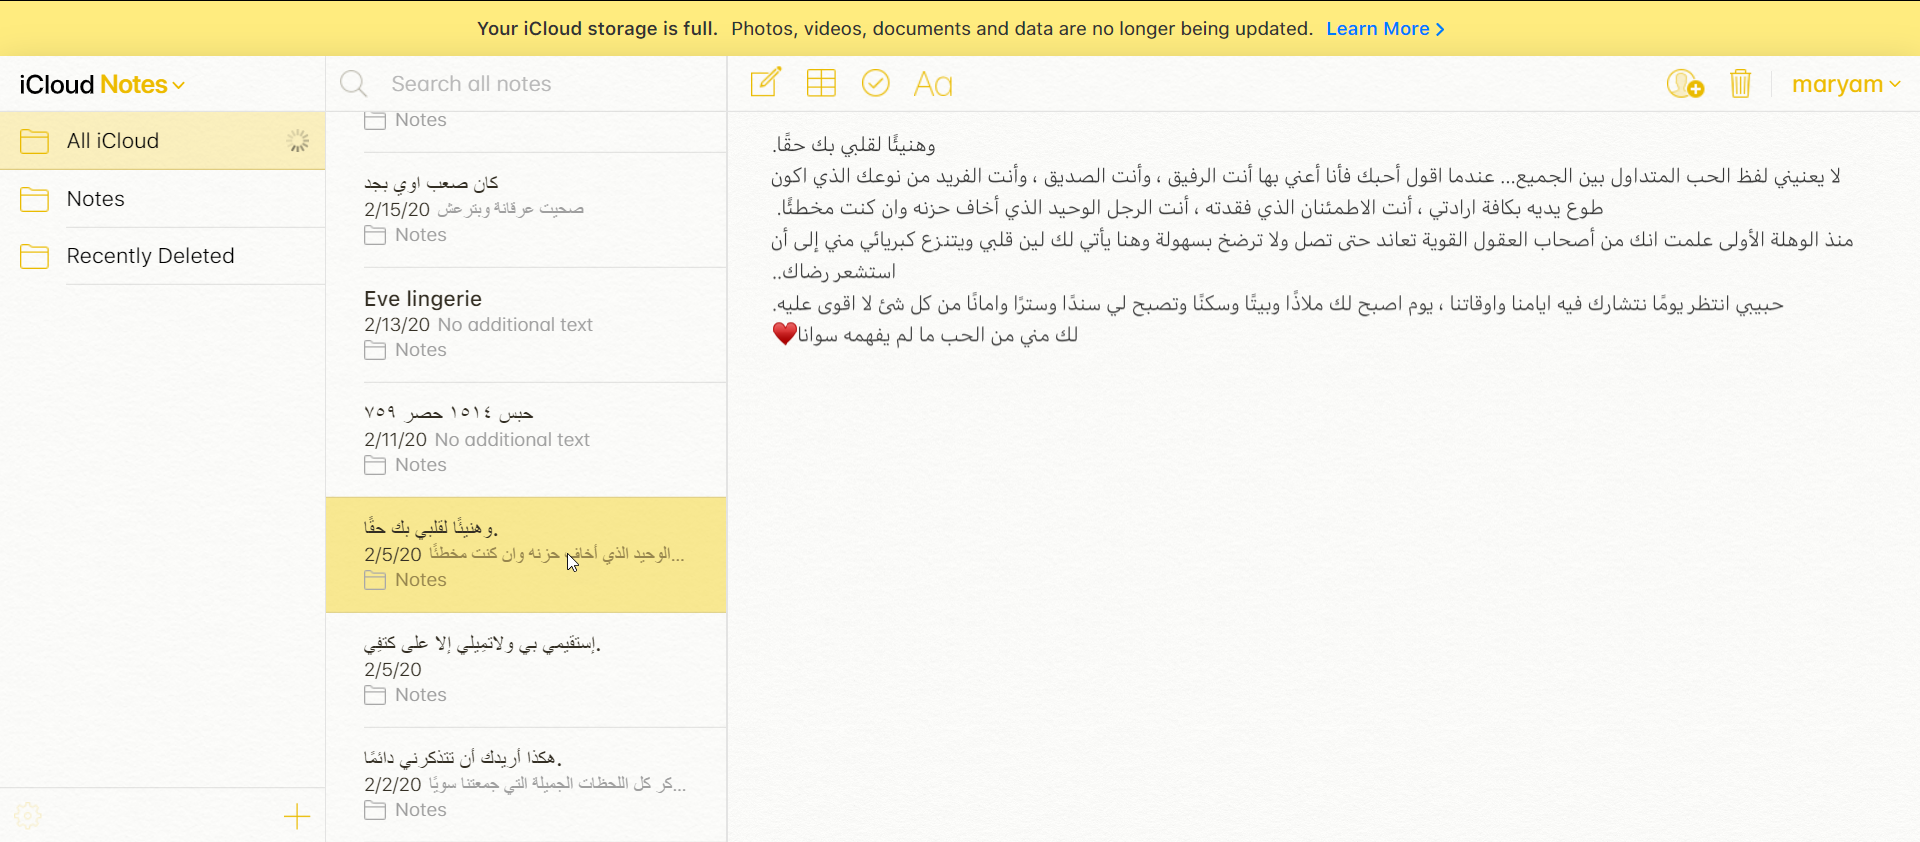 Your iCloud storage is full. Photos, videos, documents and data are no longer being updated. Learn More
iCloud Notes
Search all notes
Aa
maryam
All iCloud
Notes
Recently Deleted
Notes
كان صعب اوي بجد
2/15/20 صحيت عرقانة وبترعش
Notes
Eve lingerie
2/13/20 No additional text
Notes
حبس ١٥١٤ حصر ٧٥٩
2/11/20 No additional text
Notes
وهنيئًا لقلبي بك حقًا.
2/5/20 الوحيد الذي أخاف حزنه وان كنت مخطئًا...
Notes
إستقيمي بي ولاتميلي إلا على كتفي.
2/5/20
Notes
هكذا أريدك أن تتذكرني دائمًا.
2/2/20 كر كل اللحظات الجميلة التي جمعتنا سويًا...
Notes
وهنيئًا لقلبي بك حقًا.
لا يعنيني لفظ الحب المتداول بين الجميع... عندما اقول أحبك فأنا أعني بها أنت الرفيق ، وأنت الصديق ، وأنت الفريد من نوعك الذي اكون
طوع يديه بكافة ارادتي ، أنت الاطمئنان الذي فقدته ، أنت الرجل الوحيد الذي أخاف حزنه وان كنت مخطئًا.
منذ الوهلة الأولى علمت انك من أصحاب العقول القوية تعاند حتى تصل ولا ترضخ بسهولة وهنا يأتي لك لين قلبي ويتنزع كبريائي مني إلى أن
استشعر رضاك..
حبيبي انتظر يومًا نتشارك فيه ايامنا واوقاتنا ، يوم اصبح لك ملاذًا وبيتًا وسكنًا وتصبح لي سندًا وسترًا وامانًا من كل شئ لا اقوى عليه.
لك مني من الحب ما لم يفهمه سوانا❤️